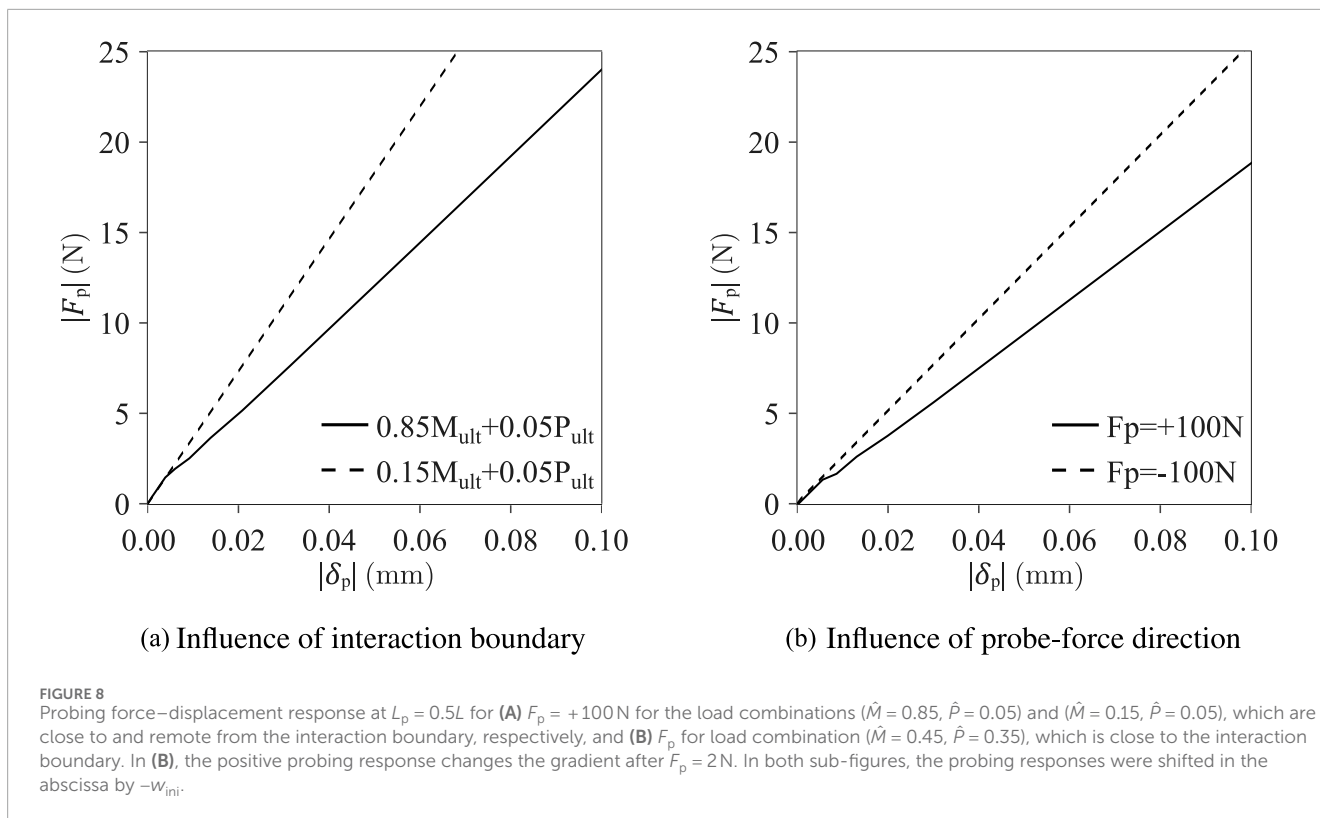 25
20
15
10
5
0
|F_p| (N)
0.00 0.02 0.04 0.06 0.08 0.10
|δ_p| (mm)
0.85M_ult+0.05P_ult
0.15M_ult+0.05P_ult
(a) Influence of interaction boundary
25
20
15
10
5
0
|F_p| (N)
0.00 0.02 0.04 0.06 0.08 0.10
|δ_p| (mm)
Fp=+100N
Fp=-100N
(b) Influence of probe-force direction
FIGURE 8
Probing force–displacement response at L_p = 0.5L for (A) F_p = +100 N for the load combinations (M̂ = 0.85, P̂ = 0.05) and (M̂ = 0.15, P̂ = 0.05), which are
close to and remote from the interaction boundary, respectively, and (B) F_p for load combination (M̂ = 0.45, P̂ = 0.35), which is close to the interaction
boundary. In (B), the positive probing response changes the gradient after F_p = 2 N. In both sub-figures, the probing responses were shifted in the
abscissa by –w_ini.